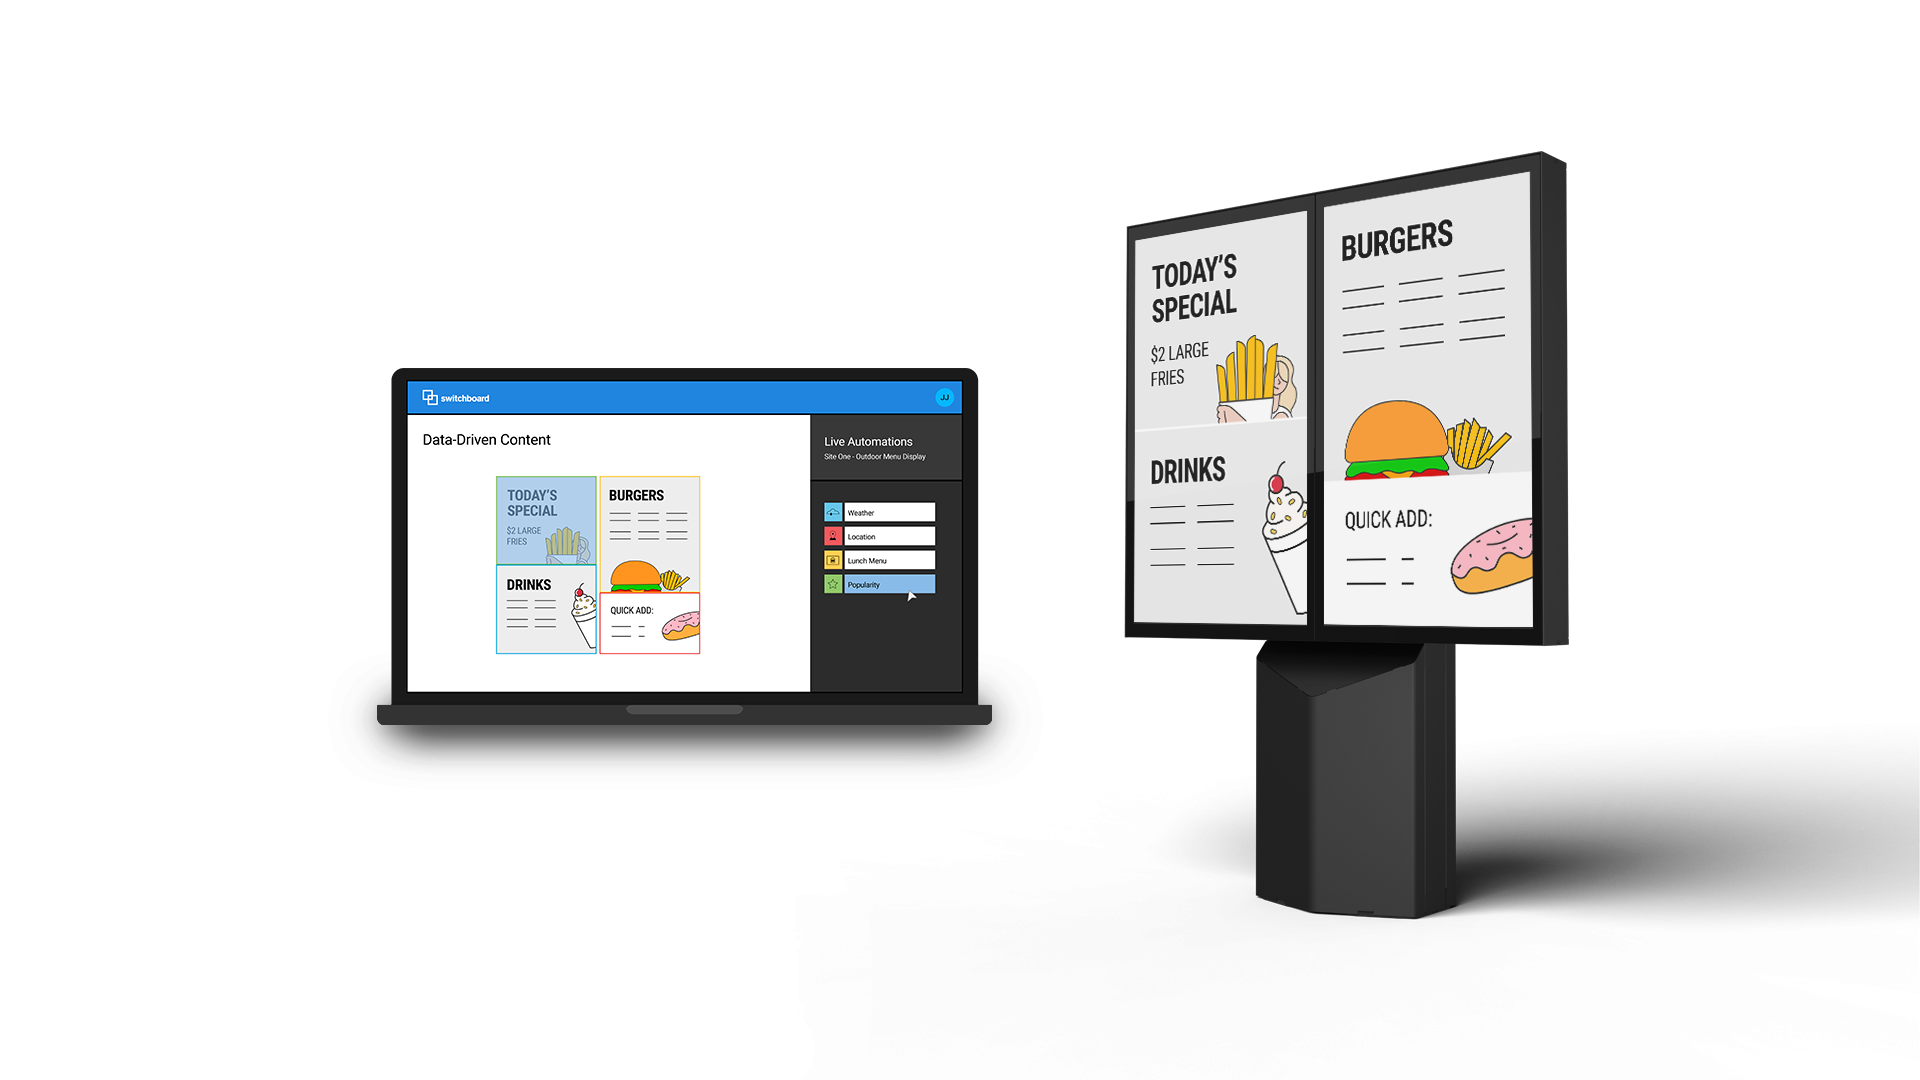 switchboard
JJ
Data-Driven Content
TODAY'S
SPECIAL
$2 LARGE
FRIES
DRINKS
BURGERS
QUICK ADD:
Live Automations
Site One - Outdoor Menu Display
Weather
Location
Lunch Menu
Popularity
TODAY'S
SPECIAL
$2 LARGE
FRIES
DRINKS
BURGERS
QUICK ADD: